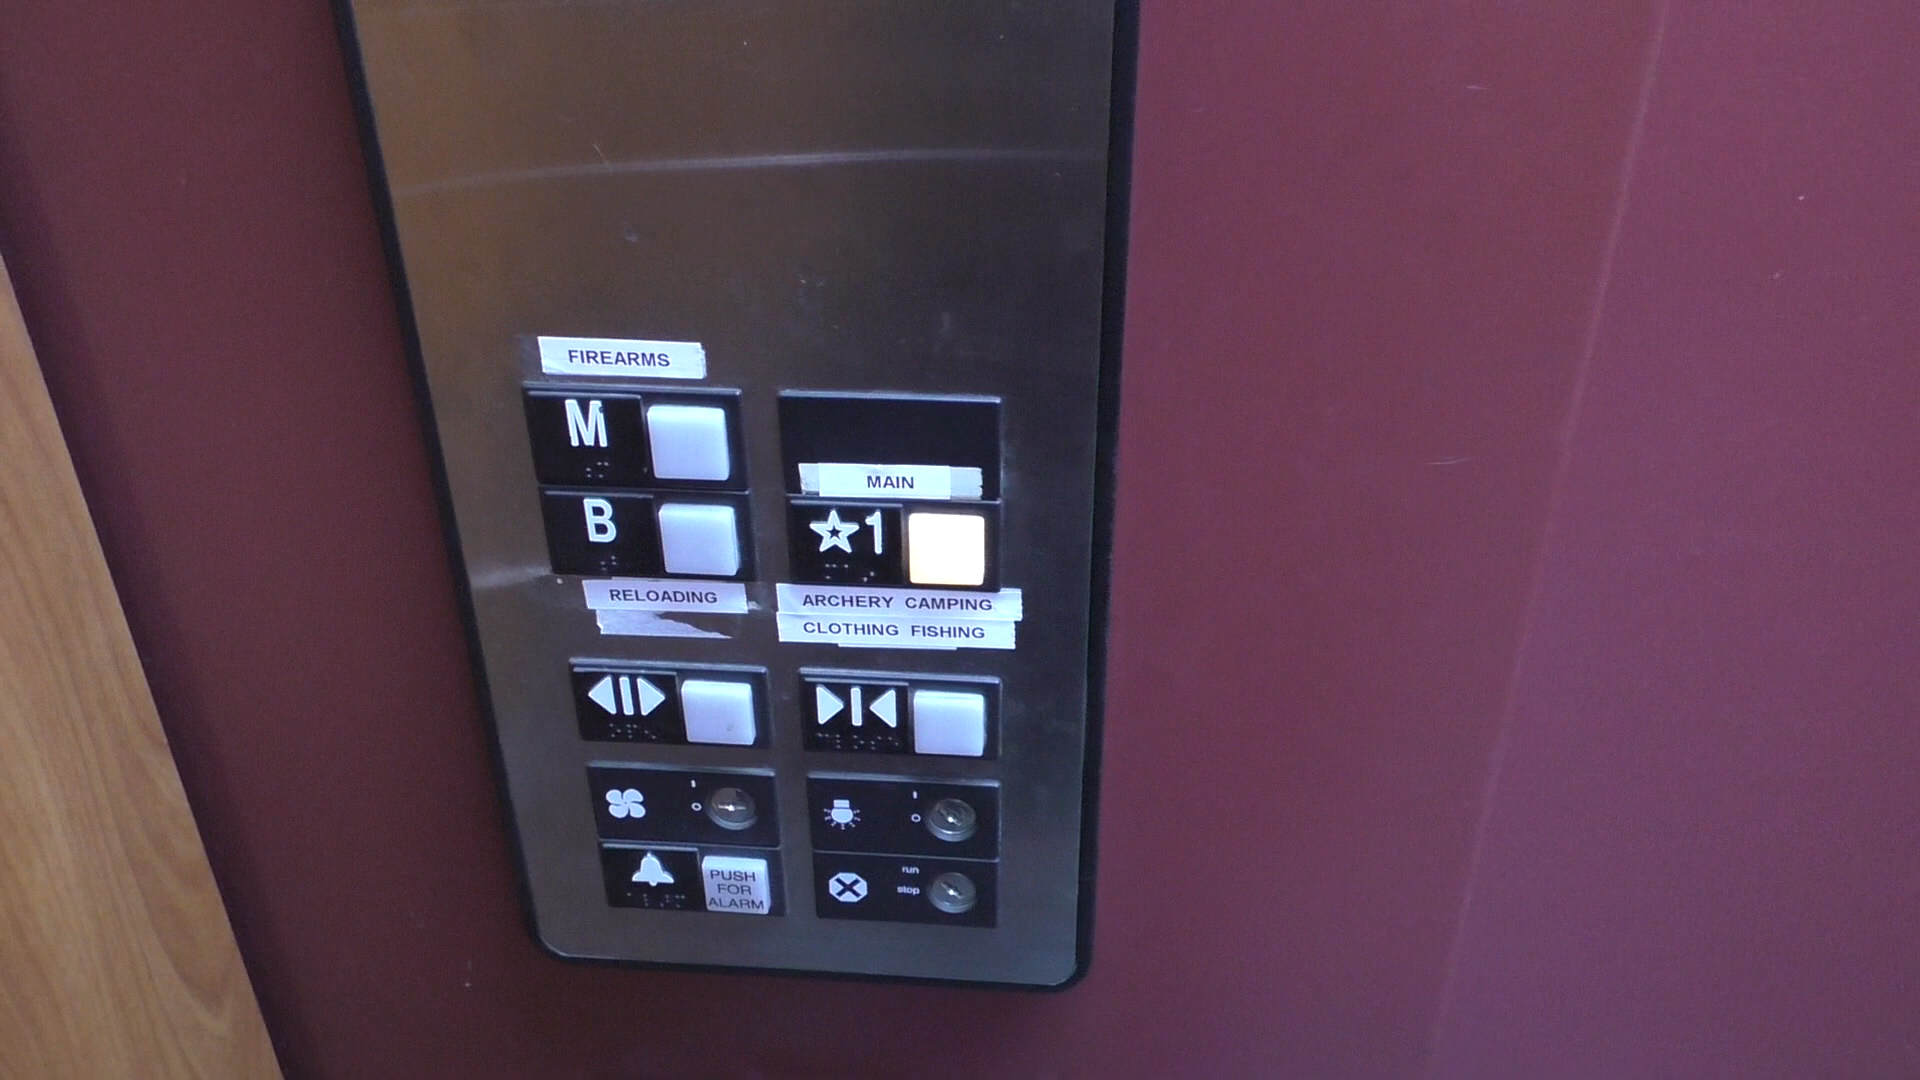 FIREARMS
M
MAIN
B
☆1
RELOADING
ARCHERY CAMPING
CLOTHING FISHING
run
stop
PUSH
FOR
ALARM